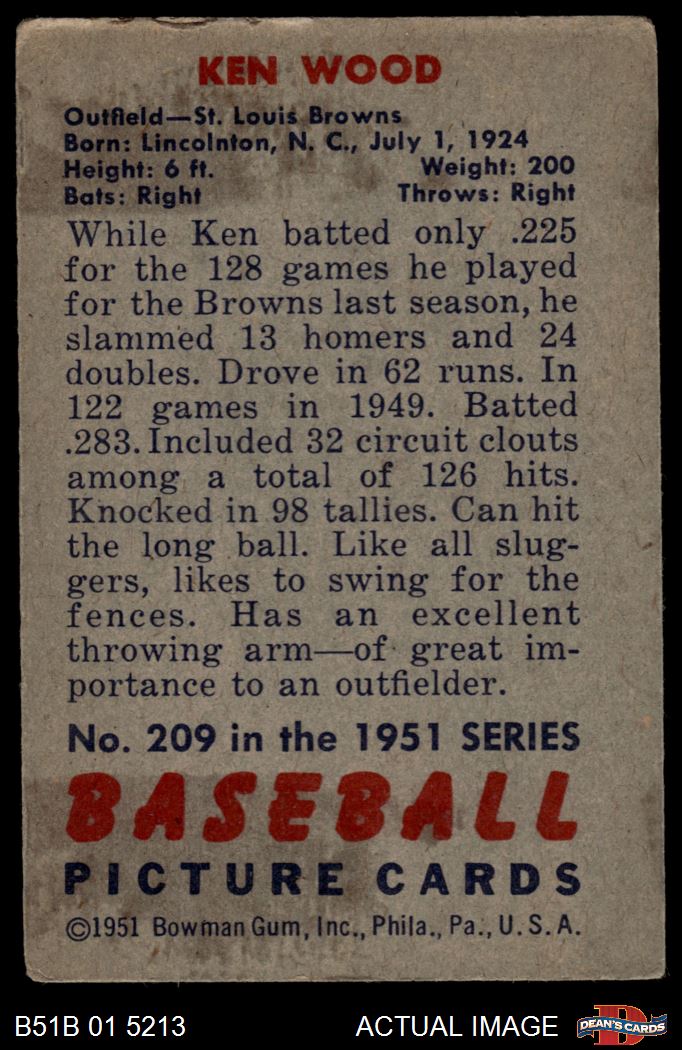 KEN WOOD
Outfield—St. Louis Browns
Born: Lincolnton, N. C., July 1, 1924
Height: 6 ft. Weight: 200
Bats: Right Throws: Right
While Ken batted only .225
for the 128 games he played
for the Browns last season, he
slammed 13 homers and 24
doubles. Drove in 62 runs. In
122 games in 1949. Batted
.283. Included 32 circuit clouts
among a total of 126 hits.
Knocked in 98 tallies. Can hit
the long ball. Like all slug-
gers, likes to swing for the
fences. Has an excellent
throwing arm—of great im-
portance to an outfielder.
No. 209 in the 1951 SERIES
BASEBALL
PICTURE CARDS
©1951 Bowman Gum, Inc., Phila., Pa., U. S. A.
B51B 01 5213 ACTUAL IMAGE
D
DEAN'S CARDS